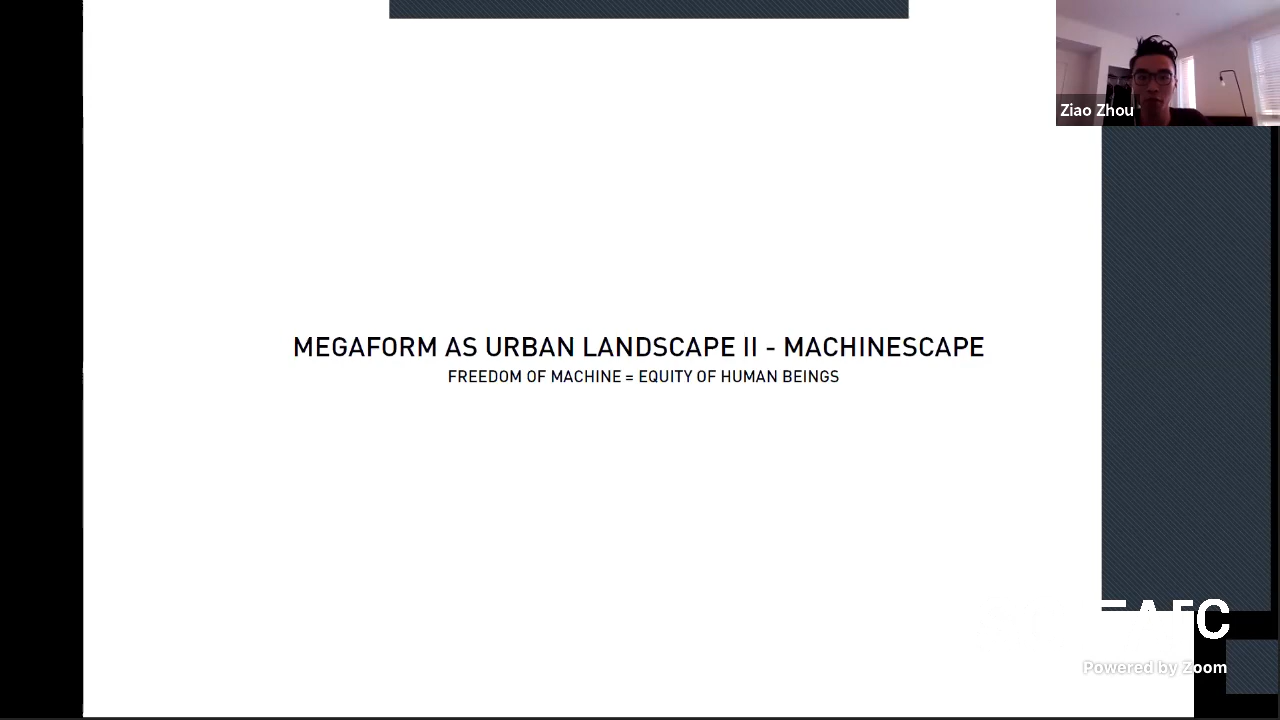 Ziao Zhou
MEGAFORM AS URBAN LANDSCAPE II - MACHINESCAPE
FREEDOM OF MACHINE = EQUITY OF HUMAN BEINGS
Powered by Zoom